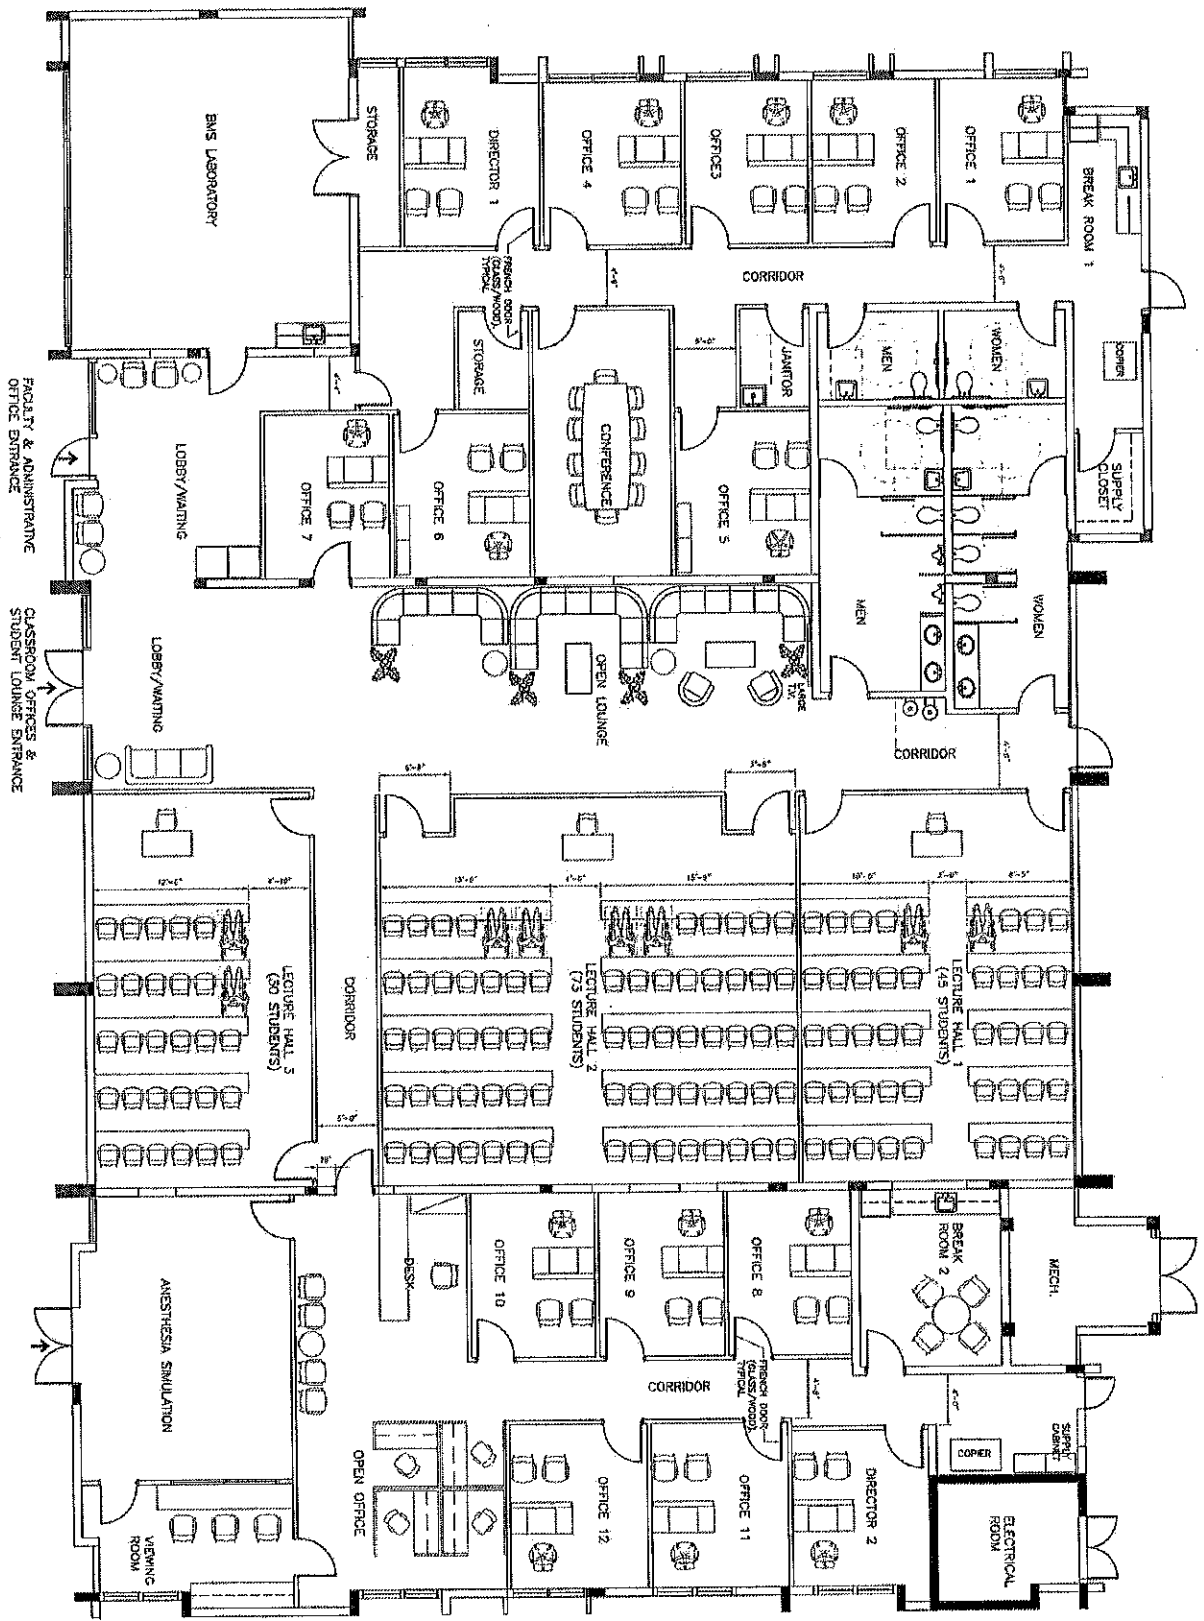 BMS LABORATORY
STORAGE
DIRECTOR 1
OFFICE 4
OFFICE3
OFFICE 2
OFFICE 1
BREAK ROOM 1
FRENCH DOOR
(GLASS/WOOD),
TYPICAL
CORRIDOR
COPIER
STORAGE
JANITOR
MEN
WOMEN
SUPPLY
CLOSET
FACULTY & ADMINISTRATIVE
OFFICE ENTRANCE
LOBBY/WAITING
OFFICE 7
OFFICE 6
CONFERENCE
OFFICE 5
MEN
WOMEN
CLASSROOM OFFICES &
STUDENT LOUNGE ENTRANCE
LOBBY/WAITING
OPEN LOUNGE
LARGE
T.V.
CORRIDOR
LECTURE HALL 3
(50 STUDENTS)
CORRIDOR
5'-0"
LECTURE HALL 2
(73 STUDENTS)
LECTURE HALL 1
(45 STUDENTS)
ANESTHESIA SIMULATION
DESK
OFFICE 10
OFFICE 9
OFFICE 8
BREAK
ROOM 2
MECH.
CORRIDOR
FRENCH DOOR
(GLASS/WOOD),
TYPICAL
SUPPLY
CABINET
COPIER
VIEWING
ROOM
OPEN OFFICE
OFFICE 12
OFFICE 11
DIRECTOR 2
ELECTRICAL
ROOM